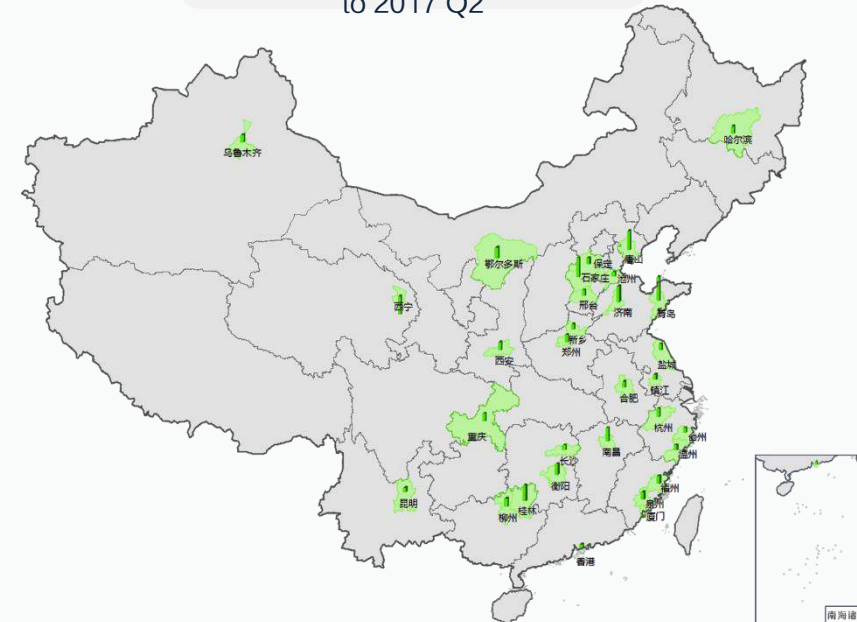 to 2017 Q2
哈尔滨
乌鲁木齐
鄂尔多斯
保定
唐山
石家庄
沧州
西宁
邢台
济南
青岛
新乡
郑州
西安
盐城
合肥
镇江
杭州
重庆
台州
温州
南昌
长沙
衡阳
福州
昆明
桂林
柳州
泉州
厦门
香港
南海诸